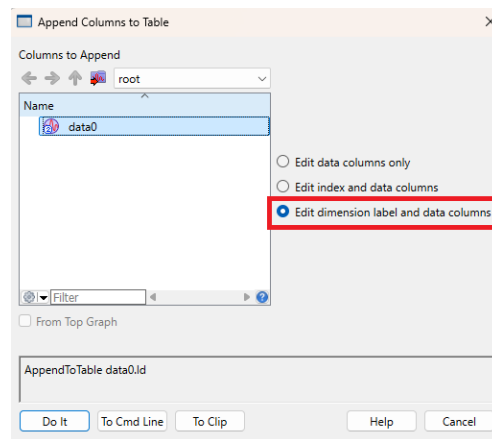 Append Columns to Table
Columns to Append
root
Name
2
data0
Edit data columns only
Edit index and data columns
Edit dimension label and data columns
Filter
?
From Top Graph
AppendToTable data0.ld
Do It To Cmd Line To Clip Help Cancel